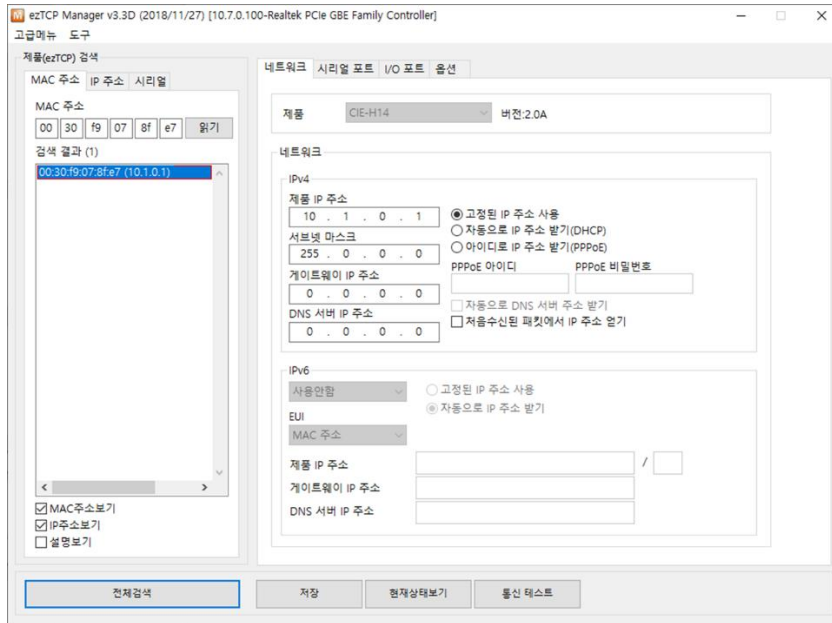 ezTCP Manager v3.3D (2018/11/27) [10.7.0.100-Realtek PCIe GBE Family Controller]
고급메뉴 도구
제품(ezTCP) 검색
MAC 주소 IP 주소 시리얼
MAC 주소
00 30 f9 07 8f e7 읽기
검색 결과 (1)
00:30:f9:07:8f:e7 (10.1.0.1)
MAC주소보기
IP주소보기
설명보기
네트워크 시리얼 포트 I/O 포트 옵션
제품 CIE-H14 버전:2.0A
네트워크
IPv4
제품 IP 주소
10 . 1 . 0 . 1
서브넷 마스크
255 . 0 . 0 . 0
게이트웨이 IP 주소
0 . 0 . 0 . 0
DNS 서버 IP 주소
0 . 0 . 0 . 0
고정된 IP 주소 사용
자동으로 IP 주소 받기(DHCP)
아이디로 IP 주소 받기(PPPoE)
PPPoE 아이디 PPPoE 비밀번호
자동으로 DNS 서버 주소 받기
처음수신된 패킷에서 IP 주소 얻기
IPv6
사용안함
고정된 IP 주소 사용
자동으로 IP 주소 받기
EUI
MAC 주소
제품 IP 주소 /
게이트웨이 IP 주소
DNS 서버 IP 주소
전체검색 저장 현재상태보기 통신 테스트